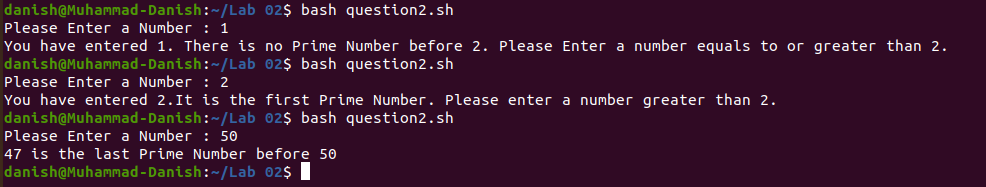 danish@Muhammad-Danish:~/Lab 02$ bash question2.sh
Please Enter a Number : 1
You have entered 1. There is no Prime Number before 2. Please Enter a number equals to or greater than 2.
danish@Muhammad-Danish:~/Lab 02$ bash question2.sh
Please Enter a Number : 2
You have entered 2.It is the first Prime Number. Please enter a number greater than 2.
danish@Muhammad-Danish:~/Lab 02$ bash question2.sh
Please Enter a Number : 50
47 is the last Prime Number before 50
danish@Muhammad-Danish:~/Lab 02$